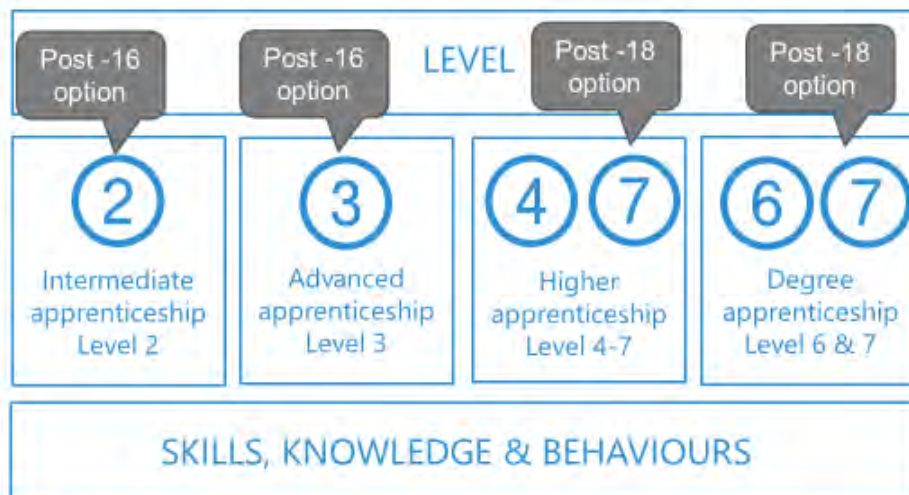 Post -16
option
Post -16
option
LEVEL
Post -18
option
Post -18
option
2
3
4 7
6 7
Intermediate
apprenticeship
Level 2
Advanced
apprenticeship
Level 3
Higher
apprenticeship
Level 4-7
Degree
apprenticeship
Level 6 & 7
SKILLS, KNOWLEDGE & BEHAVIOURS